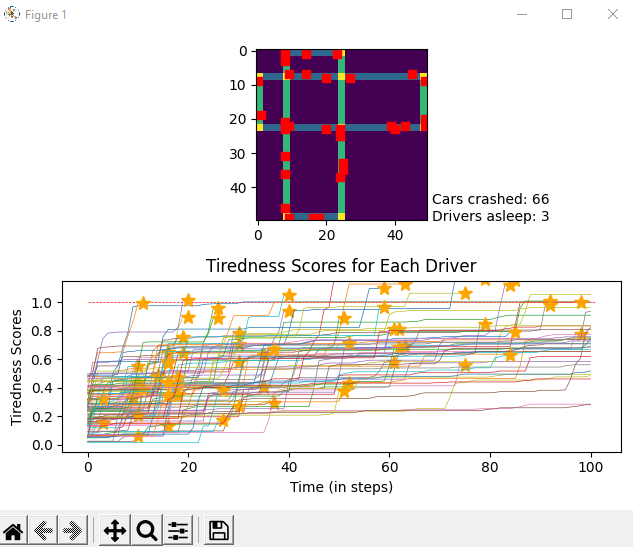 Figure 1
0
10
20
30
40
0 20 40
Cars crashed: 66
Drivers asleep: 3
Tiredness Scores for Each Driver
Tiredness Scores
1.0
0.8
0.6
0.4
0.2
0.0
0 20 40 60 80 100
Time (in steps)